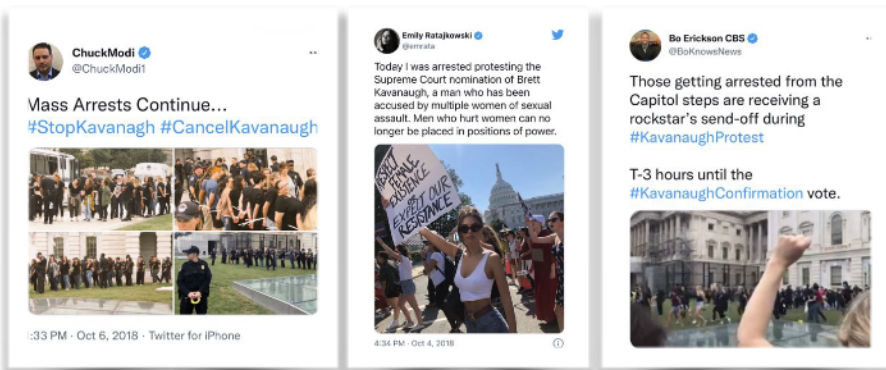 ChuckModi
@ChuckModi1
Mass Arrests Continue...
#StopKavanagh #CancelKavanaugh
:33 PM · Oct 6, 2018 · Twitter for iPhone
Emily Ratajkowski
@emrata
Today I was arrested protesting the
Supreme Court nomination of Brett
Kavanaugh, a man who has been
accused by multiple women of sexual
assault. Men who hurt women can no
longer be placed in positions of power.
RESPECT
FEMALE
EXISTENCE
OR
EXPECT OUR
RESISTANCE
4:34 PM · Oct 4, 2018
Bo Erickson CBS
@BoKnowsNews
Those getting arrested from the
Capitol steps are receiving a
rockstar's send-off during
#KavanaughProtest
T-3 hours until the
#KavanaughConfirmation vote.